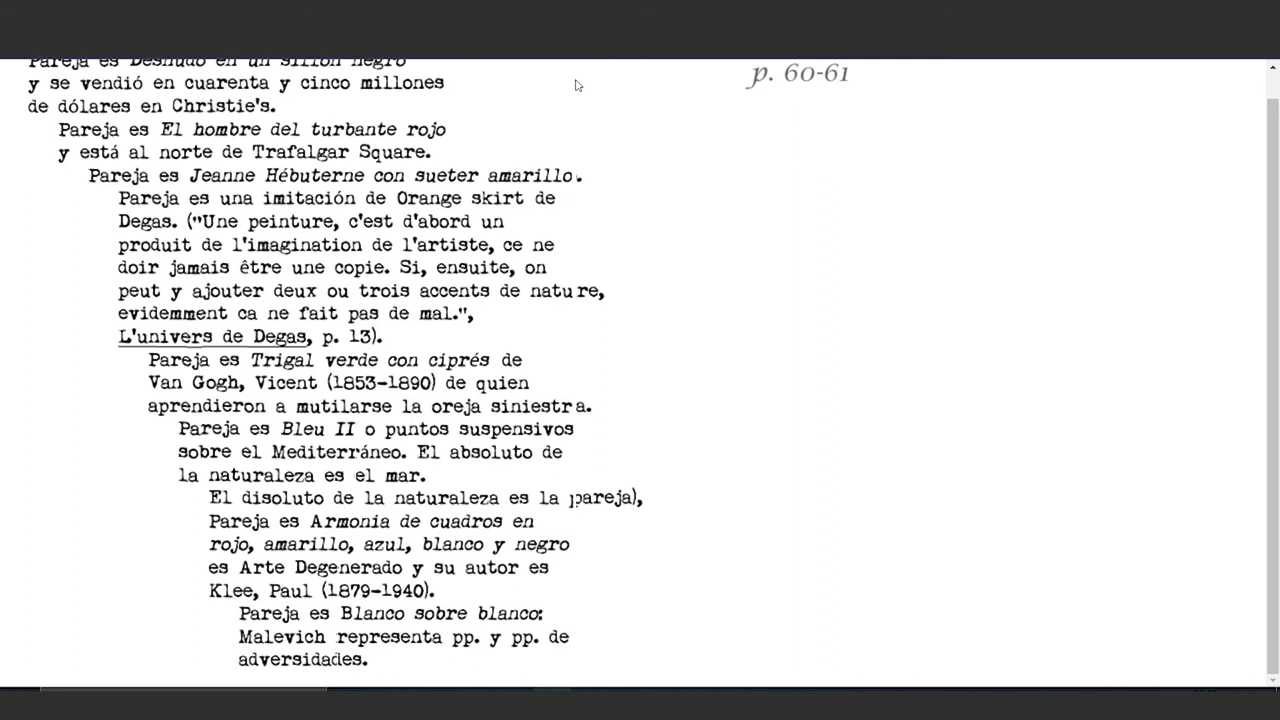 Pareja es Desnudo en un sillón negro
y se vendió en cuarenta y cinco millones
de dólares en Christie's.
Pareja es El hombre del turbante rojo
y está al norte de Trafalgar Square.
Pareja es Jeanne Hébuterne con sueter amarillo.
Pareja es una imitación de Orange skirt de
Degas. ("Une peinture, c'est d'abord un
produit de l'imagination de l'artiste, ce ne
doir jamais être une copie. Si, ensuite, on
peut y ajouter deux ou trois accents de nature,
evidemment ca ne fait pas de mal.",
L'univers de Degas, p. 13).
Pareja es Trigal verde con ciprés de
Van Gogh, Vicent (1853-1890) de quien
aprendieron a mutilarse la oreja siniestra.
Pareja es Bleu II o puntos suspensivos
sobre el Mediterráneo. El absoluto de
la naturaleza es el mar.
El disoluto de la naturaleza es la pareja),
Pareja es Armonia de cuadros en
rojo, amarillo, azul, blanco y negro
es Arte Degenerado y su autor es
Klee, Paul (1879-1940).
Pareja es Blanco sobre blanco:
Malevich representa pp. y pp. de
adversidades.
p. 60-61